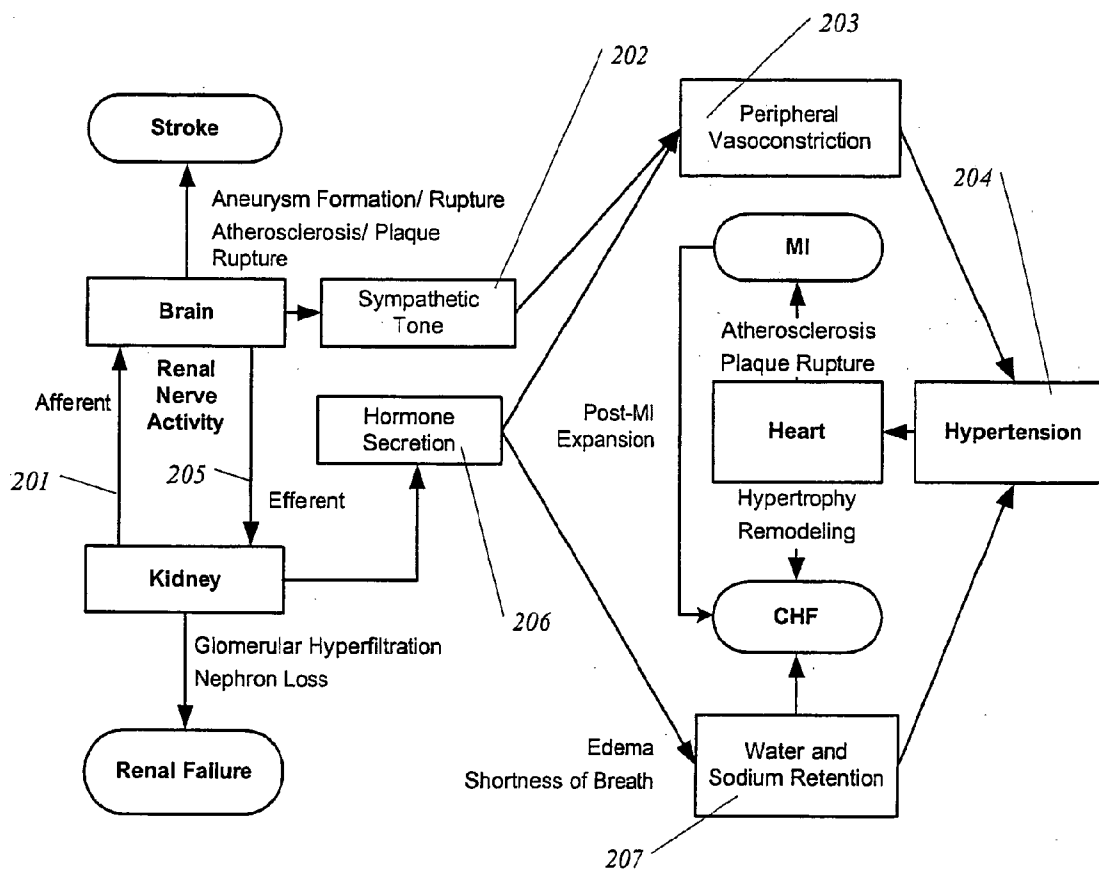 203
202
Stroke
Peripheral
Vasoconstriction
204
Aneurysm Formation/ Rupture
Atherosclerosis/ Plaque
Rupture
MI
Brain
Sympathetic
Tone
Atherosclerosis
Plaque Rupture
Renal
Nerve
Activity
Afferent
Hormone
Secretion
Post-MI
Expansion
Heart
Hypertension
201
205
Efferent
Hypertrophy
Remodeling
Kidney
206
CHF
Glomerular Hyperfiltration
Nephron Loss
Edema
Shortness of Breath
Water and
Sodium Retention
Renal Failure
207